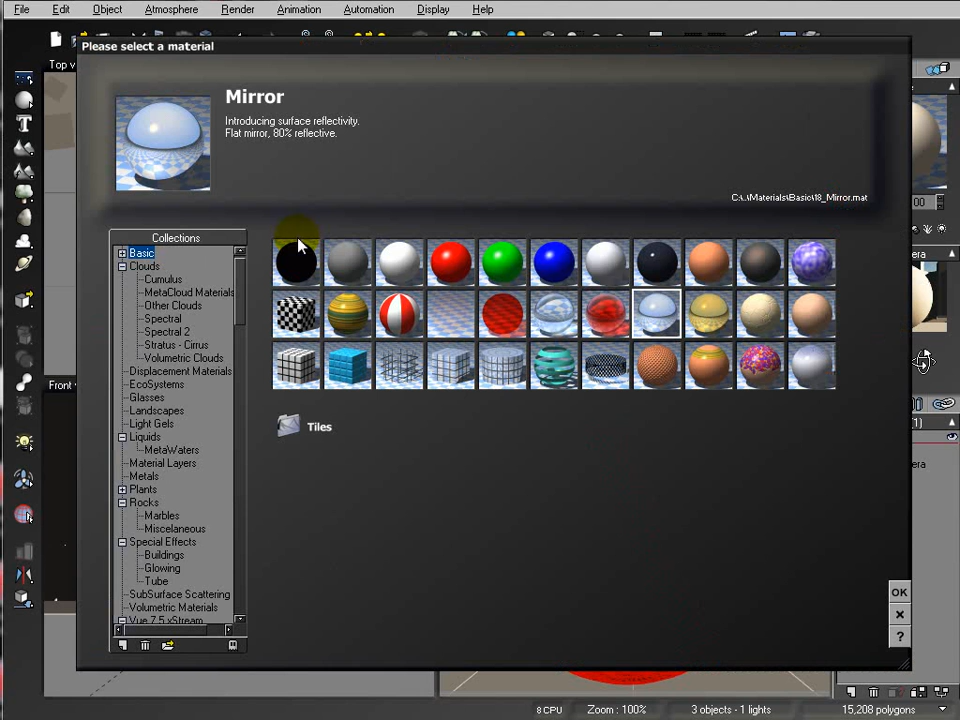 File Edit Object Atmosphere Render Animation Automation Display Help
Please select a material
Top v
Mirror
Introducing surface reflectivity.
Flat mirror, 80% reflective.
C:\..\Materials\Basic\18_Mirror.mat
Collections
Basic
Clouds
Cumulus
MetaCloud Materials
Other Clouds
Spectral
Spectral 2
Stratus - Cirrus
Volumetric Clouds
Displacement Materials
EcoSystems
Glasses
Landscapes
Light Gels
Liquids
MetaWaters
Material Layers
Metals
Plants
Rocks
Marbles
Miscelaneous
Special Effects
Buildings
Glowing
Tube
SubSurface Scattering
Volumetric Materials
Vue 7.5 xStream
Tiles
Front v
OK
?
8 CPU Zoom : 100% 3 objects - 1 lights 15,208 polygons